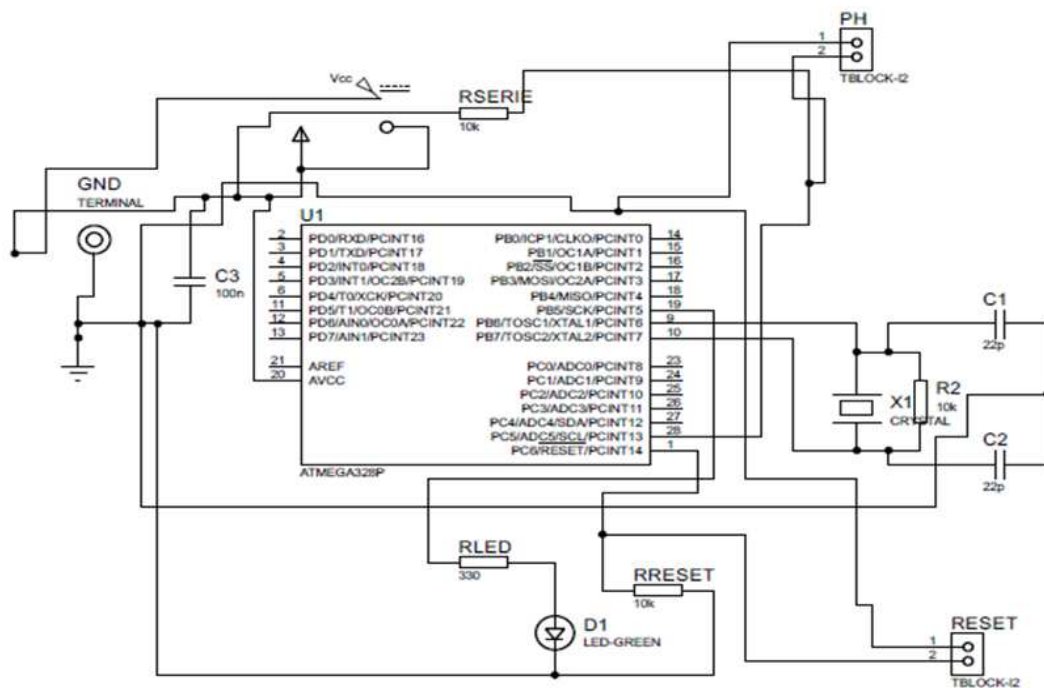 PH
1
2
TBLOCK-I2
Vcc
RSERIE
10k
GND
TERMINAL
U1
2 PD0/RXD/PCINT16 PB0/ICP1/CLKO/PCINT0 14
3 PD1/TXD/PCINT17 PB1/OC1A/PCINT1 15
4 PD2/INT0/PCINT18 PB2/SS/OC1B/PCINT2 16
5 PD3/INT1/OC2B/PCINT19 PB3/MOSI/OC2A/PCINT3 17
6 PD4/T0/XCK/PCINT20 PB4/MISO/PCINT4 18
11 PD5/T1/OC0B/PCINT21 PB5/SCK/PCINT5 19
12 PD6/AIN0/OC0A/PCINT22 PB6/TOSC1/XTAL1/PCINT6 9
13 PD7/AIN1/PCINT23 PB7/TOSC2/XTAL2/PCINT7 10
21 AREF PC0/ADC0/PCINT8 23
20 AVCC PC1/ADC1/PCINT9 24
PC2/ADC2/PCINT10 25
PC3/ADC3/PCINT11 26
PC4/ADC4/SDA/PCINT12 27
PC5/ADC5/SCL/PCINT13 28
PC6/RESET/PCINT14 1
ATMEGA328P
C3
100n
C1
22p
X1
CRYSTAL
R2
10k
C2
22p
RLED
330
RRESET
10k
D1
LED-GREEN
RESET
1
2
TBLOCK-I2